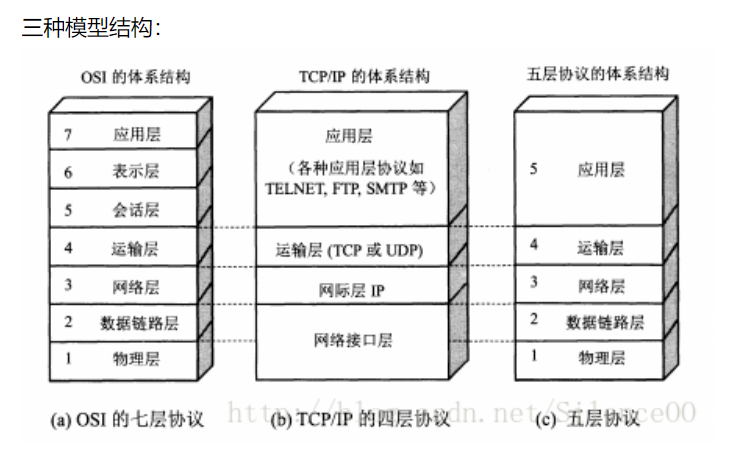 三种模型结构：
OSI 的体系结构
TCP/IP 的体系结构
五层协议的体系结构
7 应用层
6 表示层
5 会话层
4 运输层
3 网络层
2 数据链路层
1 物理层
应用层
（各种应用层协议如
TELNET, FTP, SMTP 等）
运输层 (TCP 或 UDP)
网际层 IP
网络接口层
5 应用层
4 运输层
3 网络层
2 数据链路层
1 物理层
(a) OSI 的七层协议
(b) TCP/IP 的四层协议
(c) 五层协议